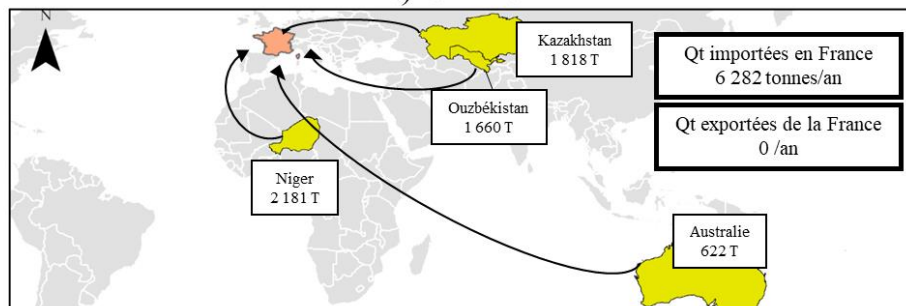 N
Kazakhstan
1 818 T
Qt importées en France
6 282 tonnes/an
Ouzbékistan
1 660 T
Qt exportées de la France
0 /an
Niger
2 181 T
Australie
622 T